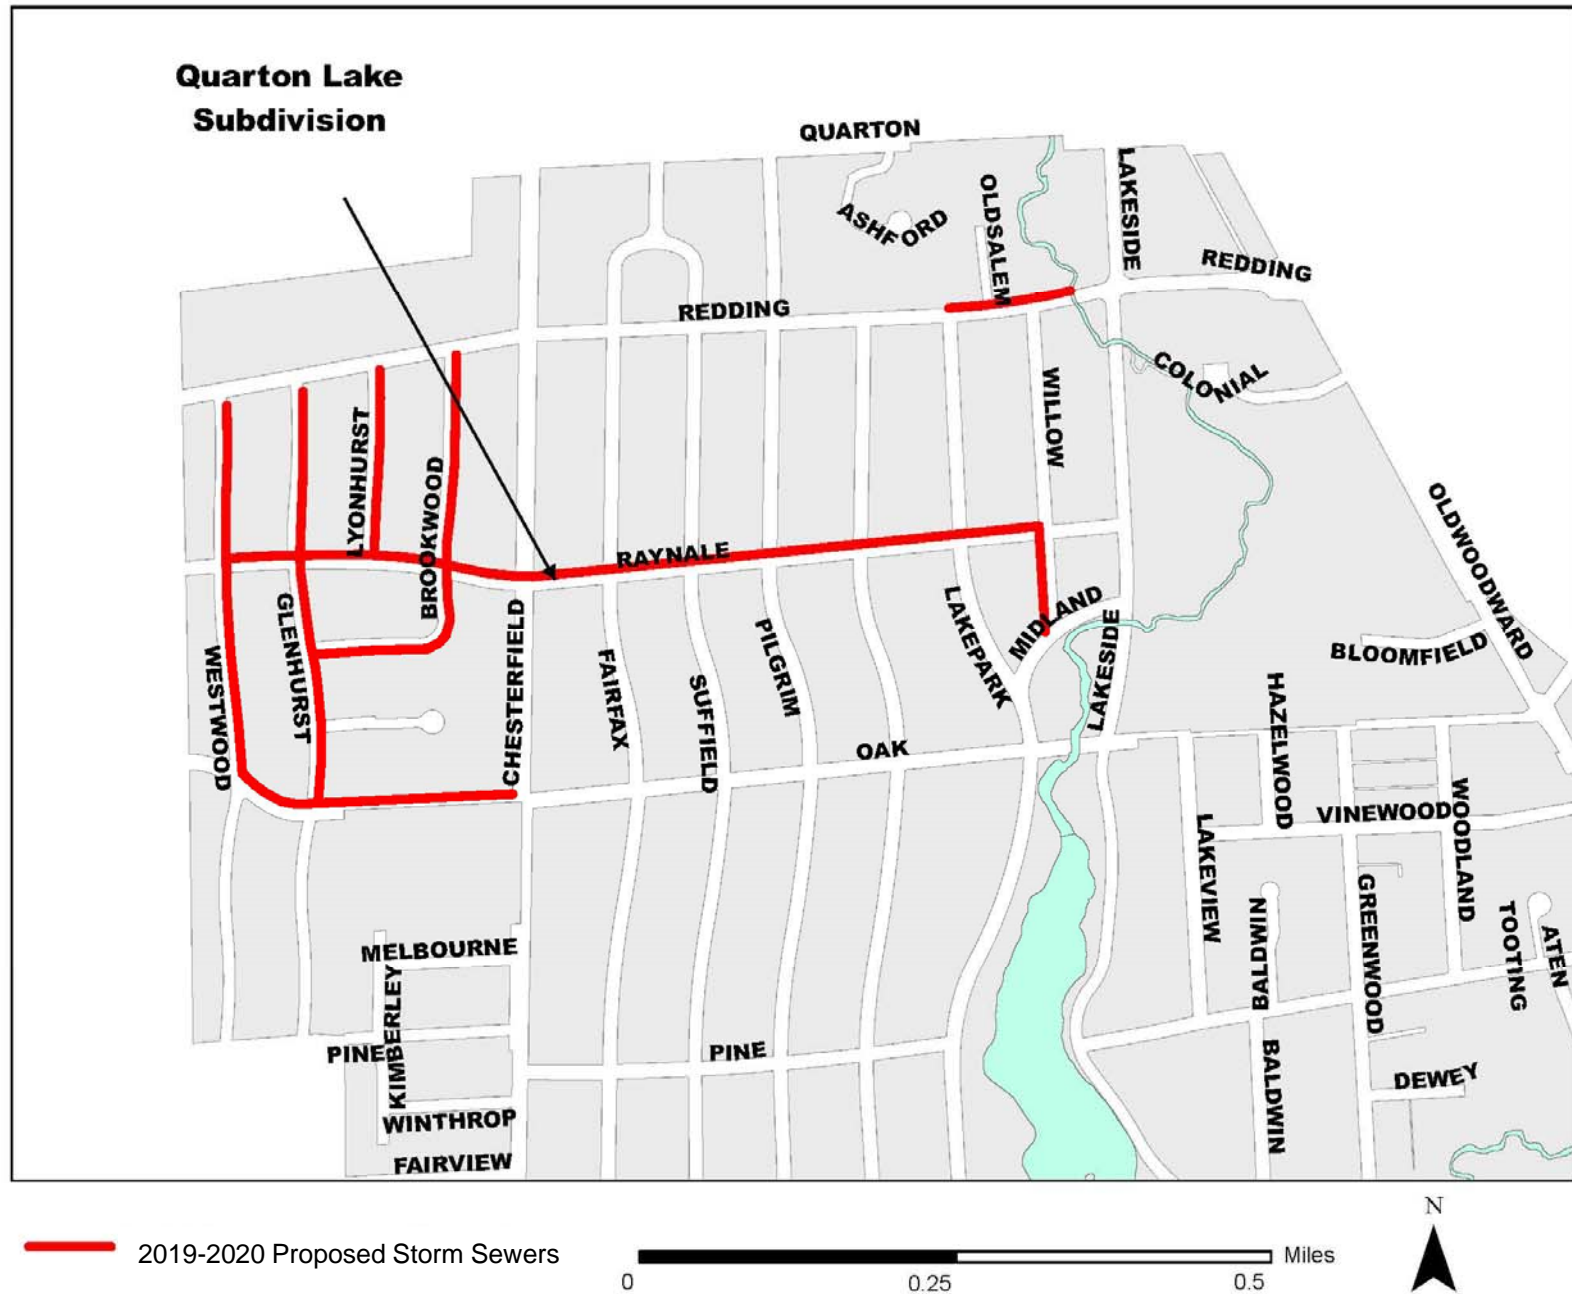 Quarton Lake
Subdivision
QUARTON
LAKESIDE
OLDSALEM
ASHFORD
REDDING
REDDING
COLONIAL
WILLOW
LYONHURST
BROOKWOOD
OLDWOODWARD
RAYNALE
GLENHURST
MIDLAND
LAKEPARK
CHESTERFIELD
LAKESIDE
PILGRIM
BLOOMFIELD
WESTWOOD
FAIRFAX
SUFFIELD
HAZELWOOD
OAK
WOODLAND
VINEWOOD
LAKEVIEW
GREENWOOD
BALDWIN
TOOTING
ATEN
MELBOURNE
KIMBERLEY
PINE
PINE
BALDWIN
DEWEY
WINTHROP
FAIRVIEW
2019-2020 Proposed Storm Sewers
Miles
0
0.25
0.5
N